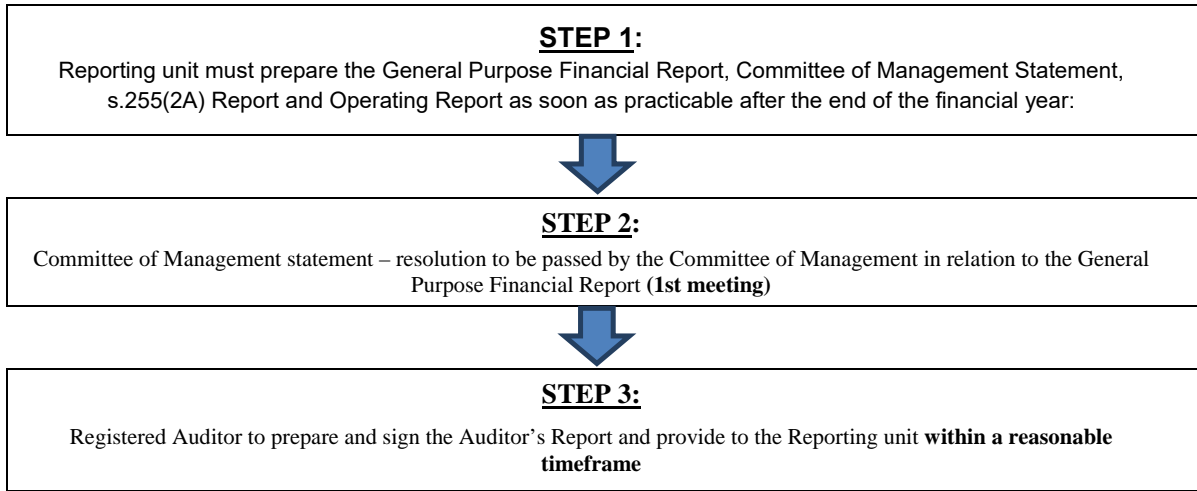 STEP 1:
Reporting unit must prepare the General Purpose Financial Report, Committee of Management Statement,
s.255(2A) Report and Operating Report as soon as practicable after the end of the financial year:
STEP 2:
Committee of Management statement – resolution to be passed by the Committee of Management in relation to the General
Purpose Financial Report (1st meeting)
STEP 3:
Registered Auditor to prepare and sign the Auditor’s Report and provide to the Reporting unit within a reasonable
timeframe